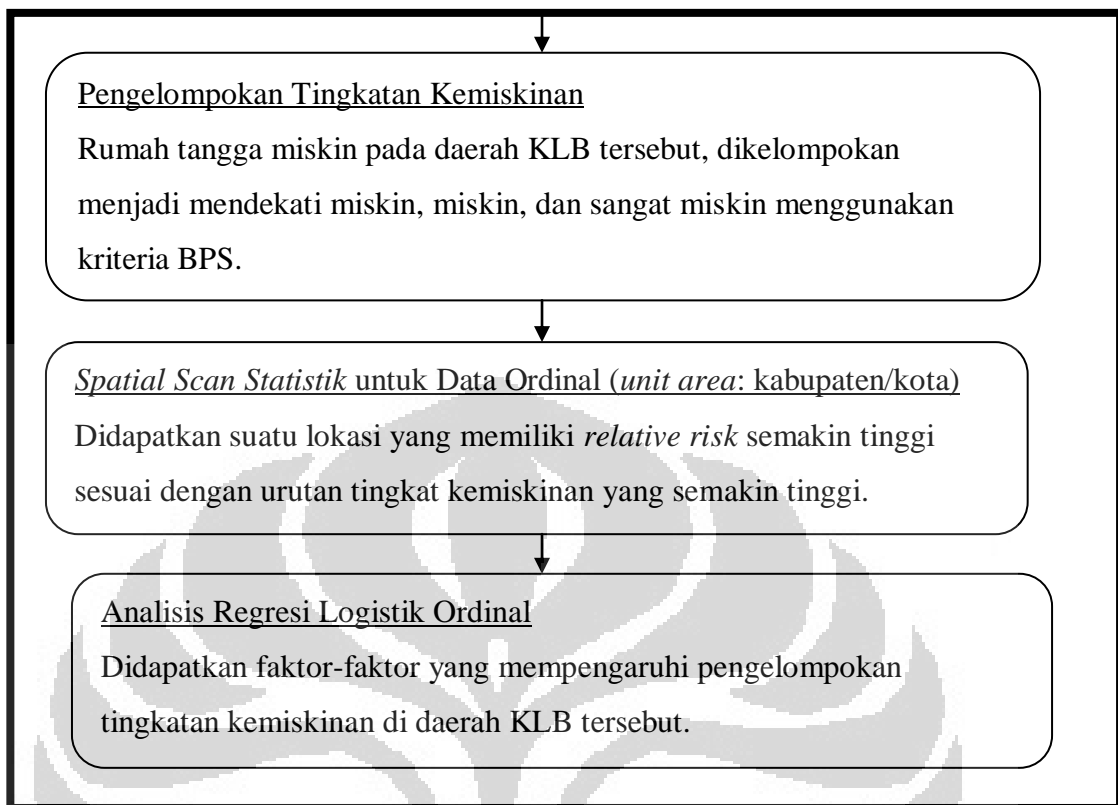 Pengelompokan Tingkatan Kemiskinan
Rumah tangga miskin pada daerah KLB tersebut, dikelompokan
menjadi mendekati miskin, miskin, dan sangat miskin menggunakan
kriteria BPS.
Spatial Scan Statistik untuk Data Ordinal (unit area: kabupaten/kota)
Didapatkan suatu lokasi yang memiliki relative risk semakin tinggi
sesuai dengan urutan tingkat kemiskinan yang semakin tinggi.
Analisis Regresi Logistik Ordinal
Didapatkan faktor-faktor yang mempengaruhi pengelompokan
tingkatan kemiskinan di daerah KLB tersebut.